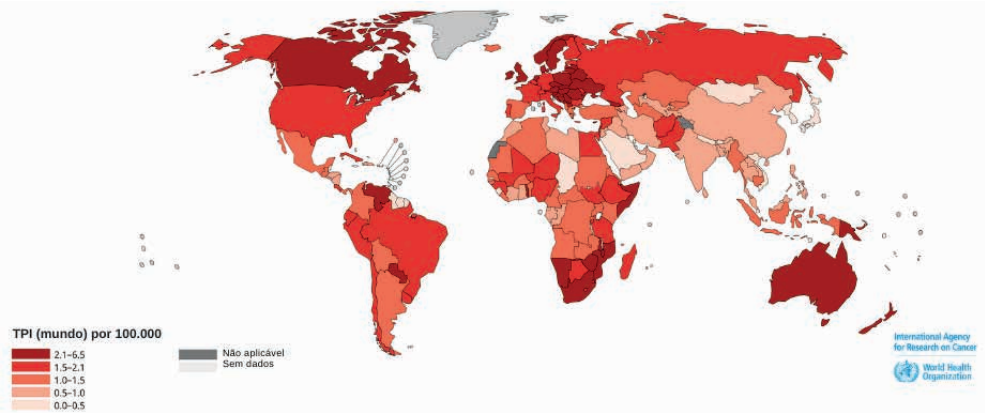 TPI (mundo) por 100.000
2.1–6.5
1.5–2.1
1.0–1.5
0.5–1.0
0.0–0.5
Não aplicável
Sem dados
International Agency
for Research on Cancer
World Health
Organization